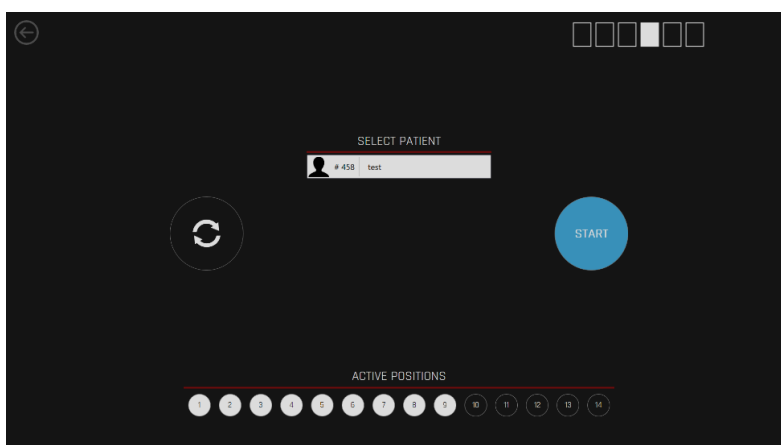 SELECT PATIENT
# 458 test
START
ACTIVE POSITIONS
1 2 3 4 5 6 7 8 9 10 11 12 13 14